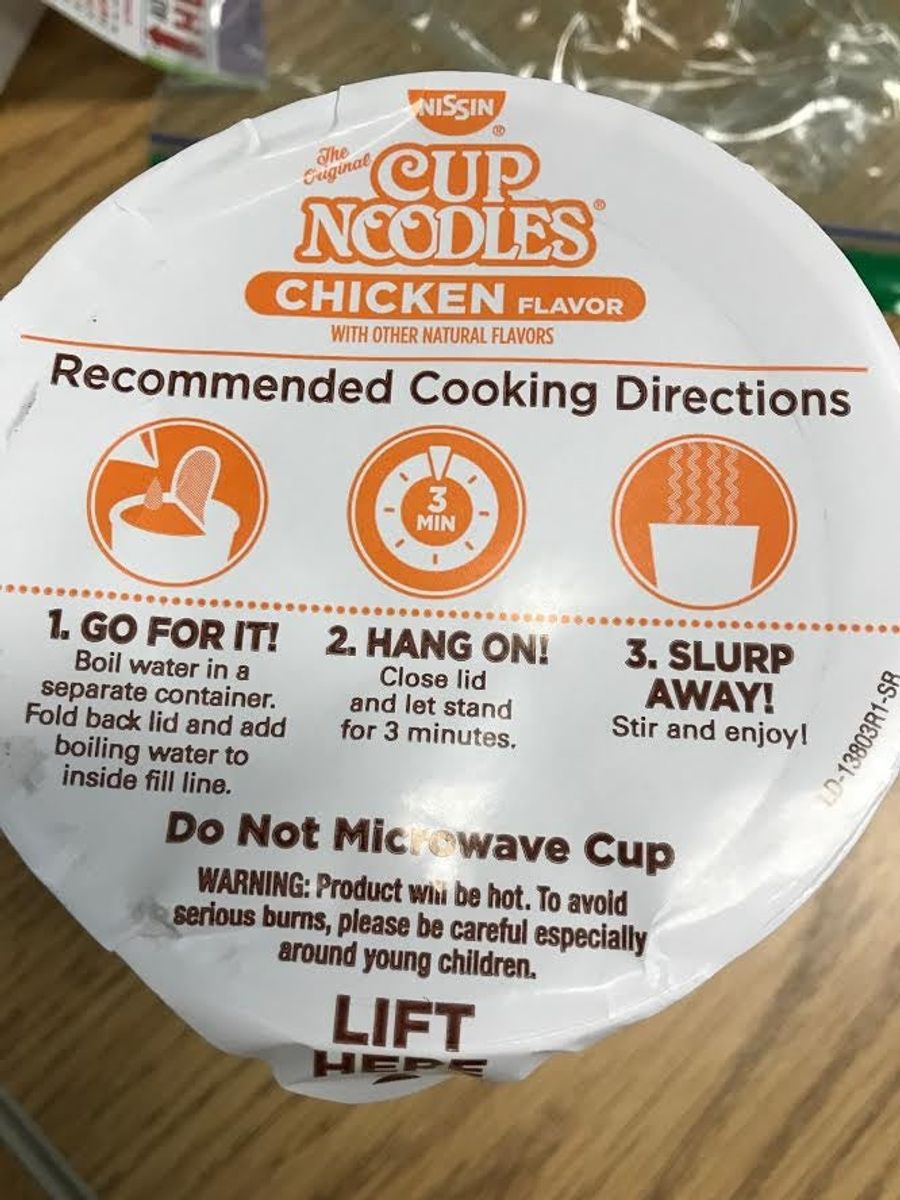 NISSIN
®
The
Original
CUP
NOODLES®
CHICKEN FLAVOR
WITH OTHER NATURAL FLAVORS
Recommended Cooking Directions
3
MIN
1. GO FOR IT!
Boil water in a
separate container.
Fold back lid and add
boiling water to
inside fill line.
2. HANG ON!
Close lid
and let stand
for 3 minutes.
3. SLURP
AWAY!
Stir and enjoy!
LD-13803R1-SR
Do Not Microwave Cup
WARNING: Product will be hot. To avoid
serious burns, please be careful especially
around young children.
LIFT
HERE